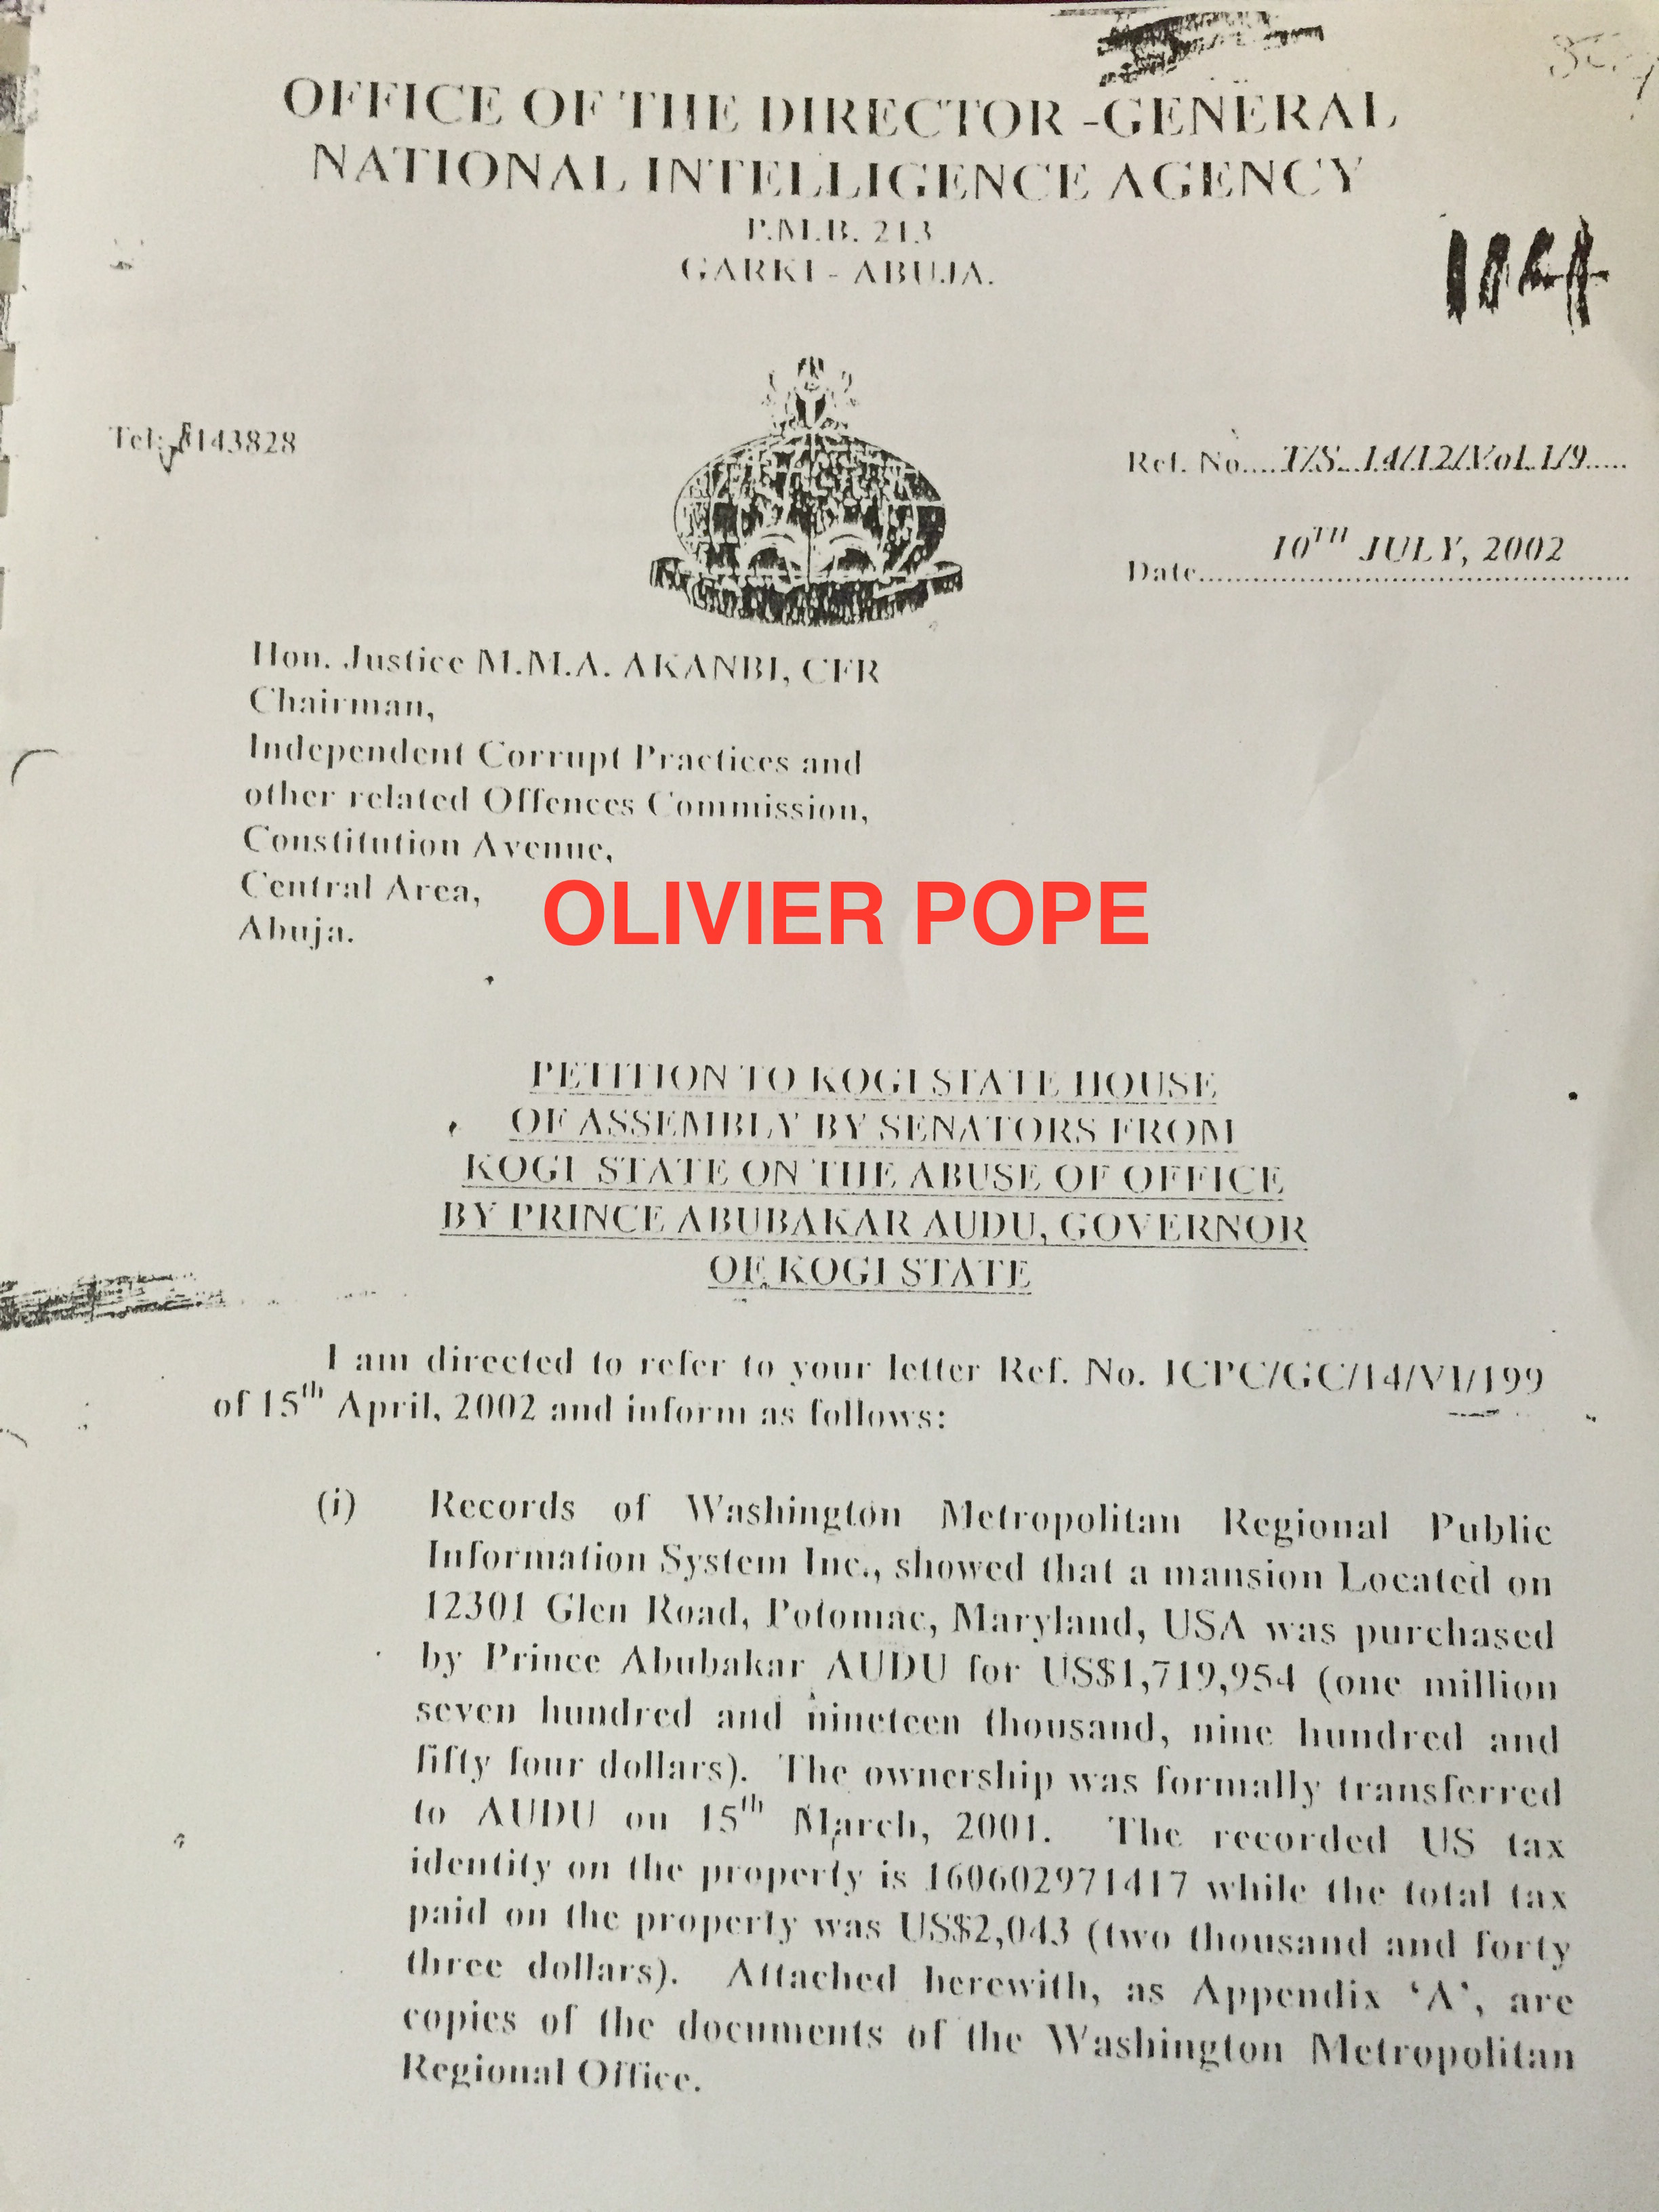 OFFICE OF THE DIRECTOR -GENERAL
NATIONAL INTELLIGENCE AGENCY
P.M.B. 213
GARKI - ABUJA.
Tel: 143828
Ref. No....T/S. 14/12/Vol.1/9.....
10TH JULY, 2002
Date..........
Hon. Justice M.M.A. AKANBI, CFR
Chairman,
Independent Corrupt Practices and
other related Offences Commission,
Constitution Avenue,
Central Area,
OLIVIER POPE
Abuja.
PETITION TO KOGI STATE HOUSE
OF ASSEMBLY BY SENATORS FROM
KOGI STATE ON THE ABUSE OF OFFICE
BY PRINCE ABUBAKAR AUDU, GOVERNOR
OF KOGI STATE
I am directed to refer to your letter Ref. No. ICPC/GC/14/VI/199
of 15th April, 2002 and inform as follows:
(i) Records of Washington Metropolitan Regional Public
Information System Inc., showed that a mansion Located on
12301 Glen Road, Potomac, Maryland, USA was purchased
by Prince Abubakar AUDU for US$1,719,954 (one million
seven hundred and nineteen thousand, nine hundred and
fifty four dollars). The ownership was formally transferred
to AUDU on 15th March, 2001. The recorded US tax
identity on the property is 160602971417 while the total tax
paid on the property was US$2,043 (two thousand and forty
three dollars). Attached herewith, as Appendix ‘A’, are
copies of the documents of the Washington Metropolitan
Regional Office.